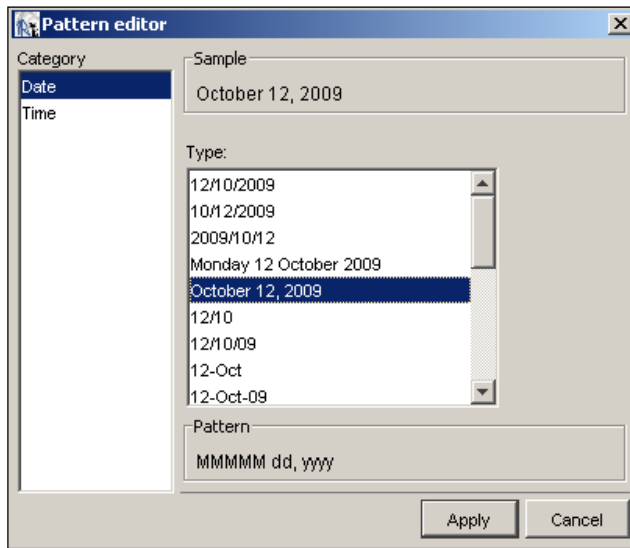 Pattern editor
Category
Date
Time
Sample
October 12, 2009
Type:
12/10/2009
10/12/2009
2009/10/12
Monday 12 October 2009
October 12, 2009
12/10
12/10/09
12-Oct
12-Oct-09
Pattern
MMMMM dd, yyyy
Apply
Cancel